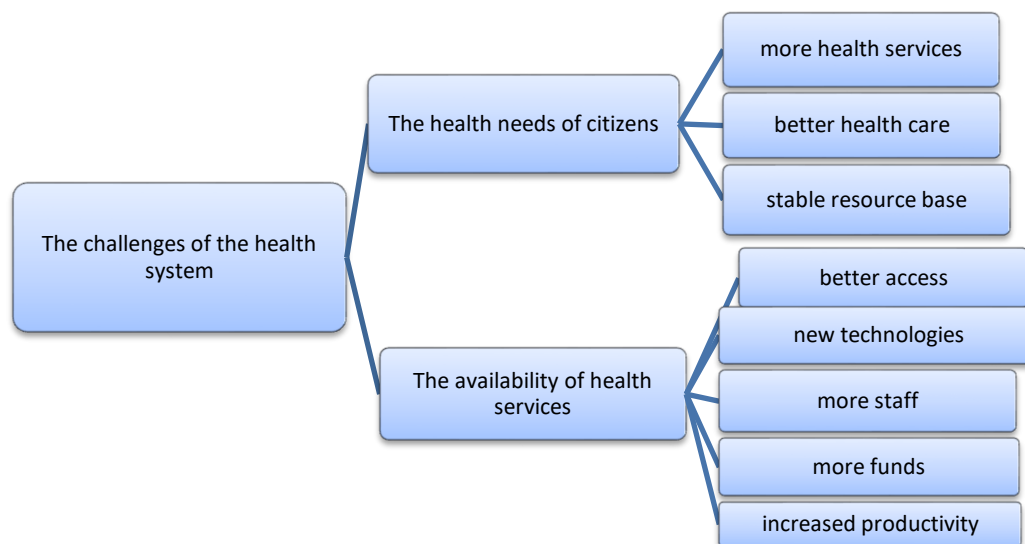 The challenges of the health
system
The health needs of citizens
more health services
better health care
stable resource base
The availability of health
services
better access
new technologies
more staff
more funds
increased productivity